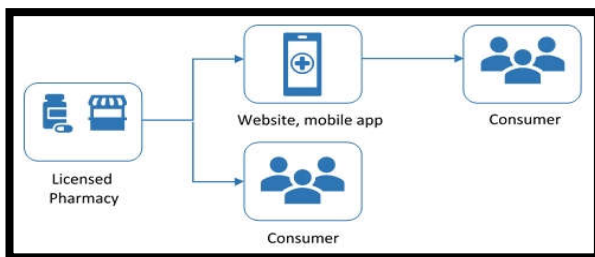 Website, mobile app
Consumer
Licensed
Pharmacy
Consumer